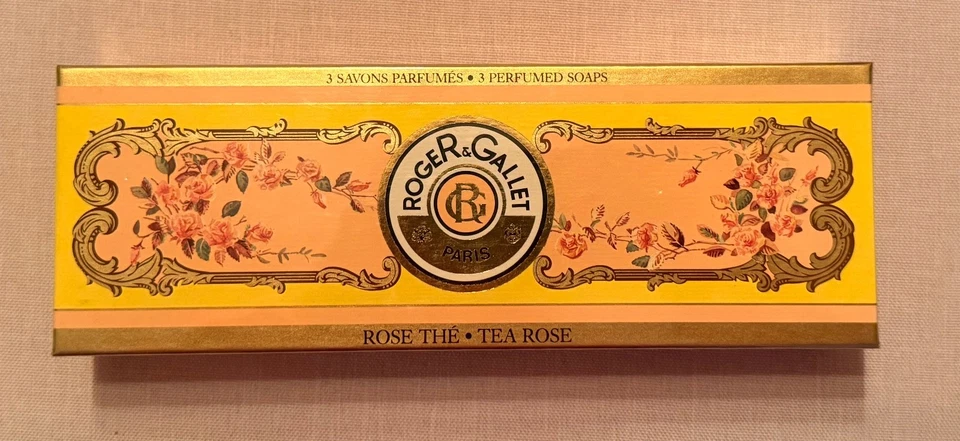 3 SAVONS PARFUMÉS • 3 PERFUMED SOAPS
ROGER & GALLET
RG
PARIS
ROSE THÉ • TEA ROSE